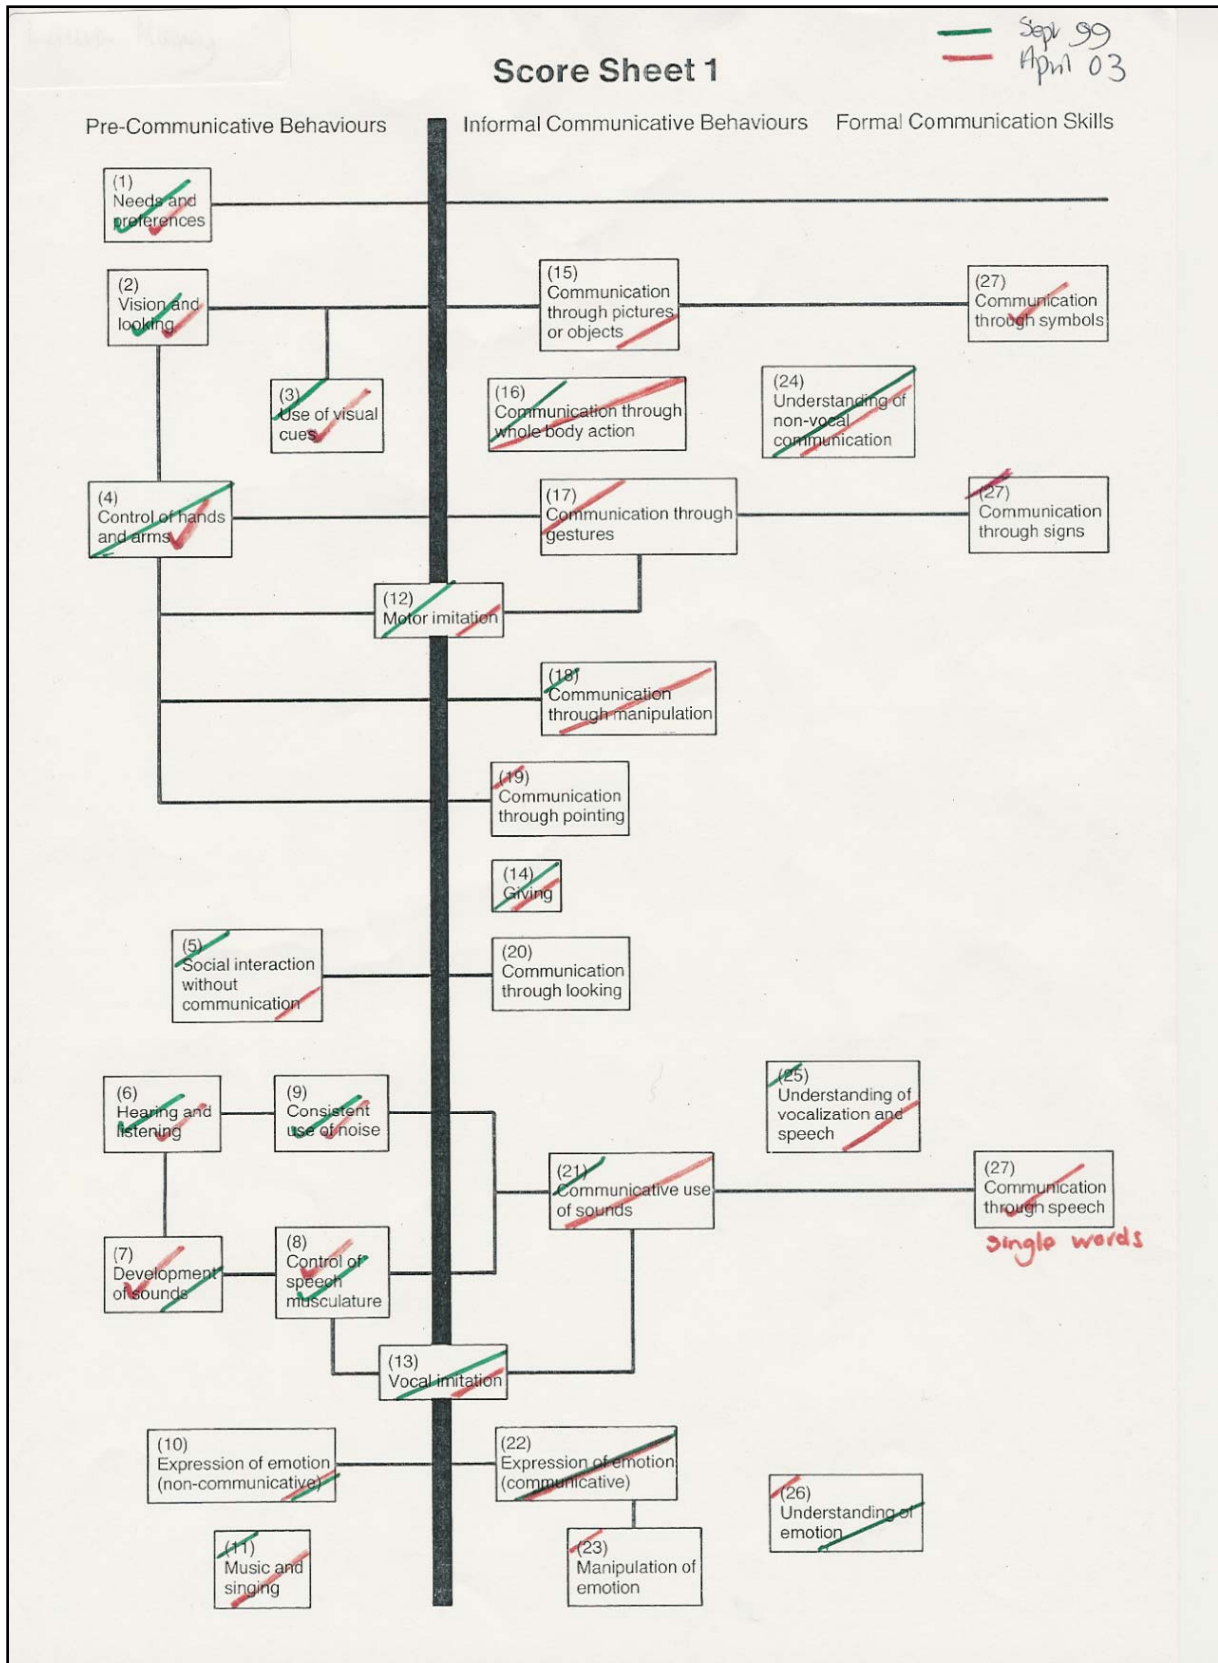 Sept 99
April 03
Score Sheet 1
Pre-Communicative Behaviours
Informal Communicative Behaviours
Formal Communication Skills
(1)
Needs and
preferences
(2)
Vision and
looking
(15)
Communication
through pictures
or objects
(27)
Communication
through symbols
(3)
Use of visual
cues
(16)
Communication through
whole body action
(24)
Understanding of
non-vocal
communication
(4)
Control of hands
and arms
(17)
Communication through
gestures
(27)
Communication
through signs
(12)
Motor imitation
(18)
Communication
through manipulation
(19)
Communication
through pointing
(14)
Giving
(5)
Social interaction
without
communication
(20)
Communication
through looking
(6)
Hearing and
listening
(9)
Consistent
use of noise
(25)
Understanding of
vocalization and
speech
(21)
Communicative use
of sounds
(27)
Communication
through speech
single words
(7)
Development
of sounds
(8)
Control of
speech
musculature
(13)
Vocal imitation
(10)
Expression of emotion
(non-communicative)
(22)
Expression of emotion
(communicative)
(26)
Understanding of
emotion
(11)
Music and
singing
(23)
Manipulation of
emotion